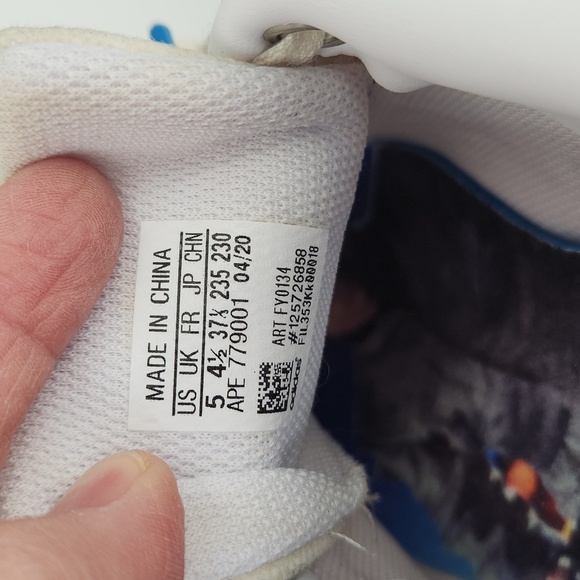 MADE IN CHINA
US UK FR JP CHN
5 4½ 37⅓ 235 230
APE 779001 04/20
ART FY0134
#125726858
adidas